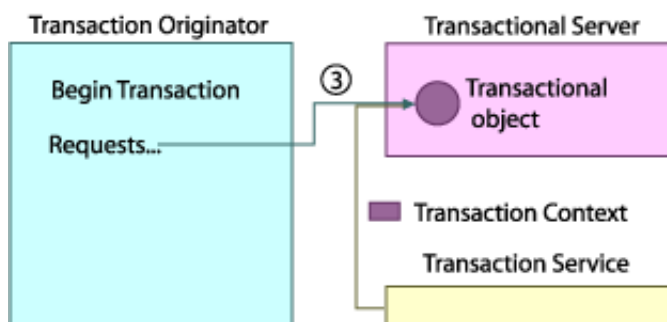 Transaction Originator
Transactional Server
Begin Transaction
Requests...
③
Transactional
object
Transaction Context
Transaction Service